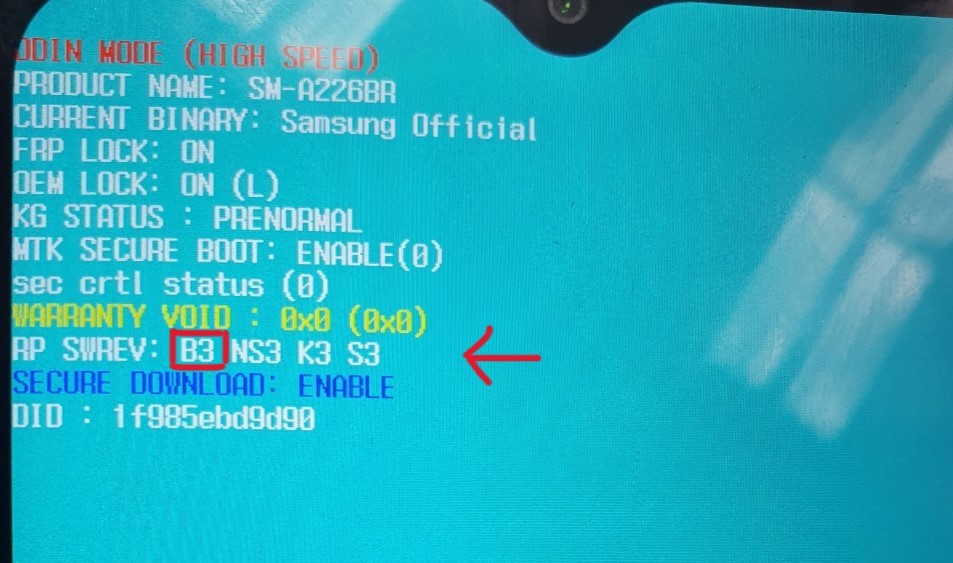 ODIN MODE (HIGH SPEED)
PRODUCT NAME: SM-A226BR
CURRENT BINARY: Samsung Official
FRP LOCK: ON
OEM LOCK: ON (L)
KG STATUS : PRENORMAL
MTK SECURE BOOT: ENABLE(0)
sec crtl status (0)
WARRANTY VOID : 0x0 (0x0)
RP SWREV: B3 NS3 K3 S3
SECURE DOWNLOAD: ENABLE
DID : 1f985ebd9d90